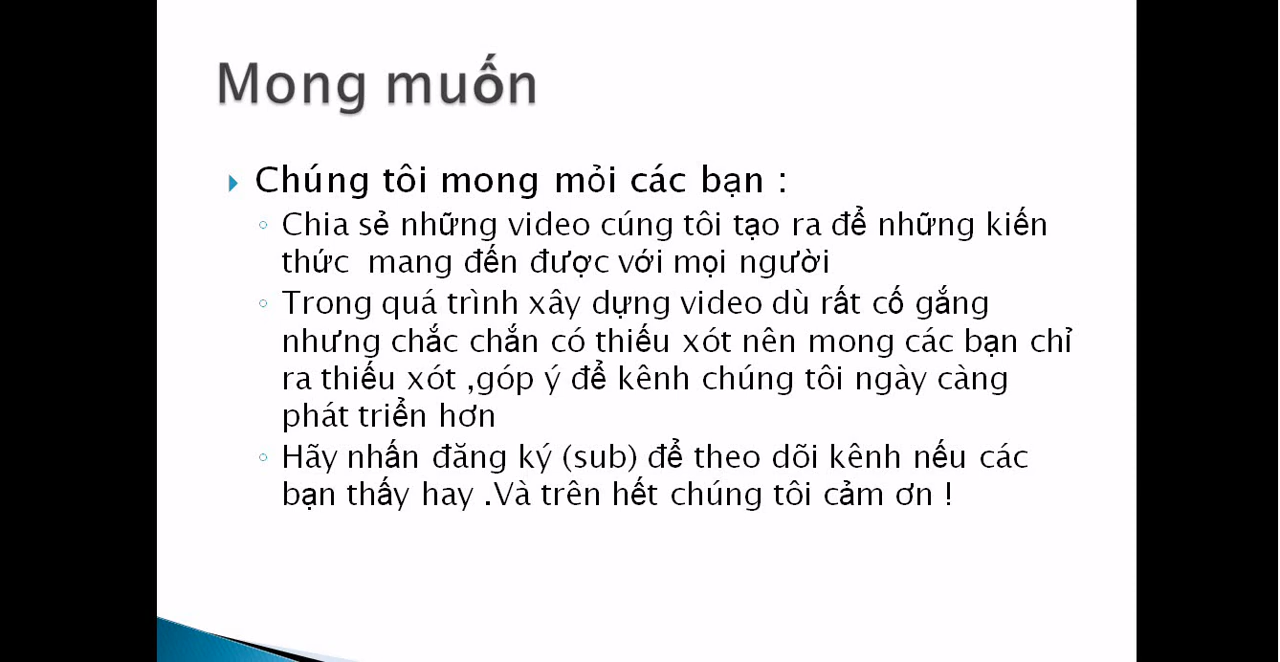 Mong muốn
Chúng tôi mong mỏi các bạn :
Chia sẻ những video cúng tôi tạo ra để những kiến
thức mang đến được với mọi người
Trong quá trình xây dựng video dù rất cố gắng
nhưng chắc chắn có thiếu xót nên mong các bạn chỉ
ra thiếu xót ,góp ý để kênh chúng tôi ngày càng
phát triển hơn
Hãy nhấn đăng ký (sub) để theo dõi kênh nếu các
bạn thấy hay .Và trên hết chúng tôi cảm ơn !